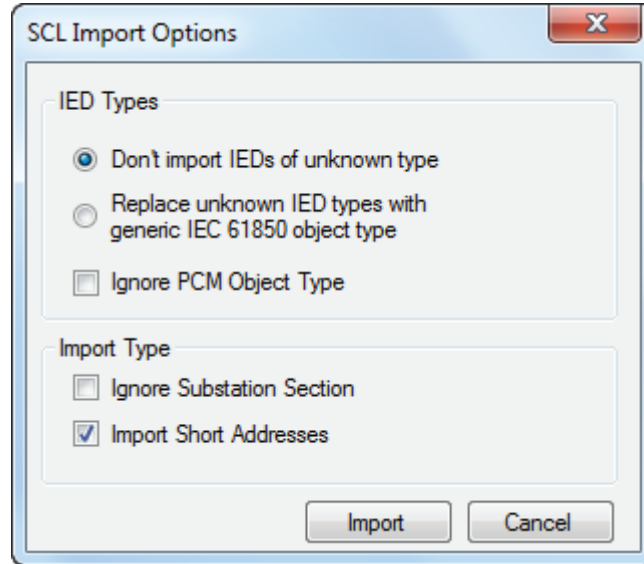 SCL Import Options
IED Types
Don't import IEDs of unknown type
Replace unknown IED types with
generic IEC 61850 object type
Ignore PCM Object Type
Import Type
Ignore Substation Section
Import Short Addresses
Import
Cancel